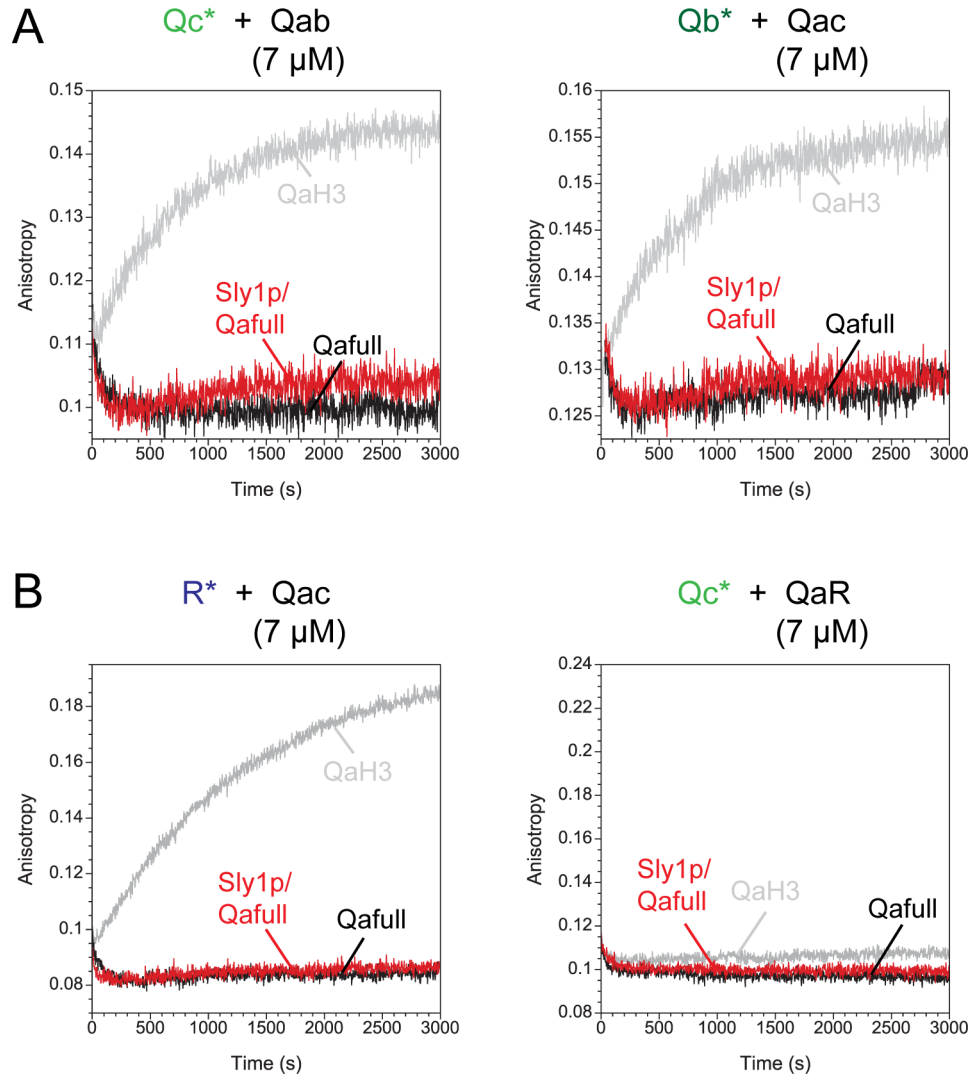 A
Qc* + Qab
(7 µM)
Qb* + Qac
(7 µM)
0.15
0.14
0.13
0.12
0.11
0.1
Anisotropy
QaH3
Sly1p/
Qafull
Qafull
0 500 1000 1500 2000 2500 3000
Time (s)
0.16
0.155
0.15
0.145
0.14
0.135
0.13
0.125
Anisotropy
QaH3
Sly1p/
Qafull
Qafull
0 500 1000 1500 2000 2500 3000
Time (s)
B
R* + Qac
(7 µM)
Qc* + QaR
(7 µM)
0.18
0.16
0.14
0.12
0.1
0.08
Anisotropy
QaH3
Sly1p/
Qafull
Qafull
0 500 1000 1500 2000 2500 3000
Time (s)
0.24
0.22
0.2
0.18
0.16
0.14
0.12
0.1
0.08
Anisotropy
Sly1p/
Qafull
QaH3
Qafull
0 500 1000 1500 2000 2500 3000
Time (s)